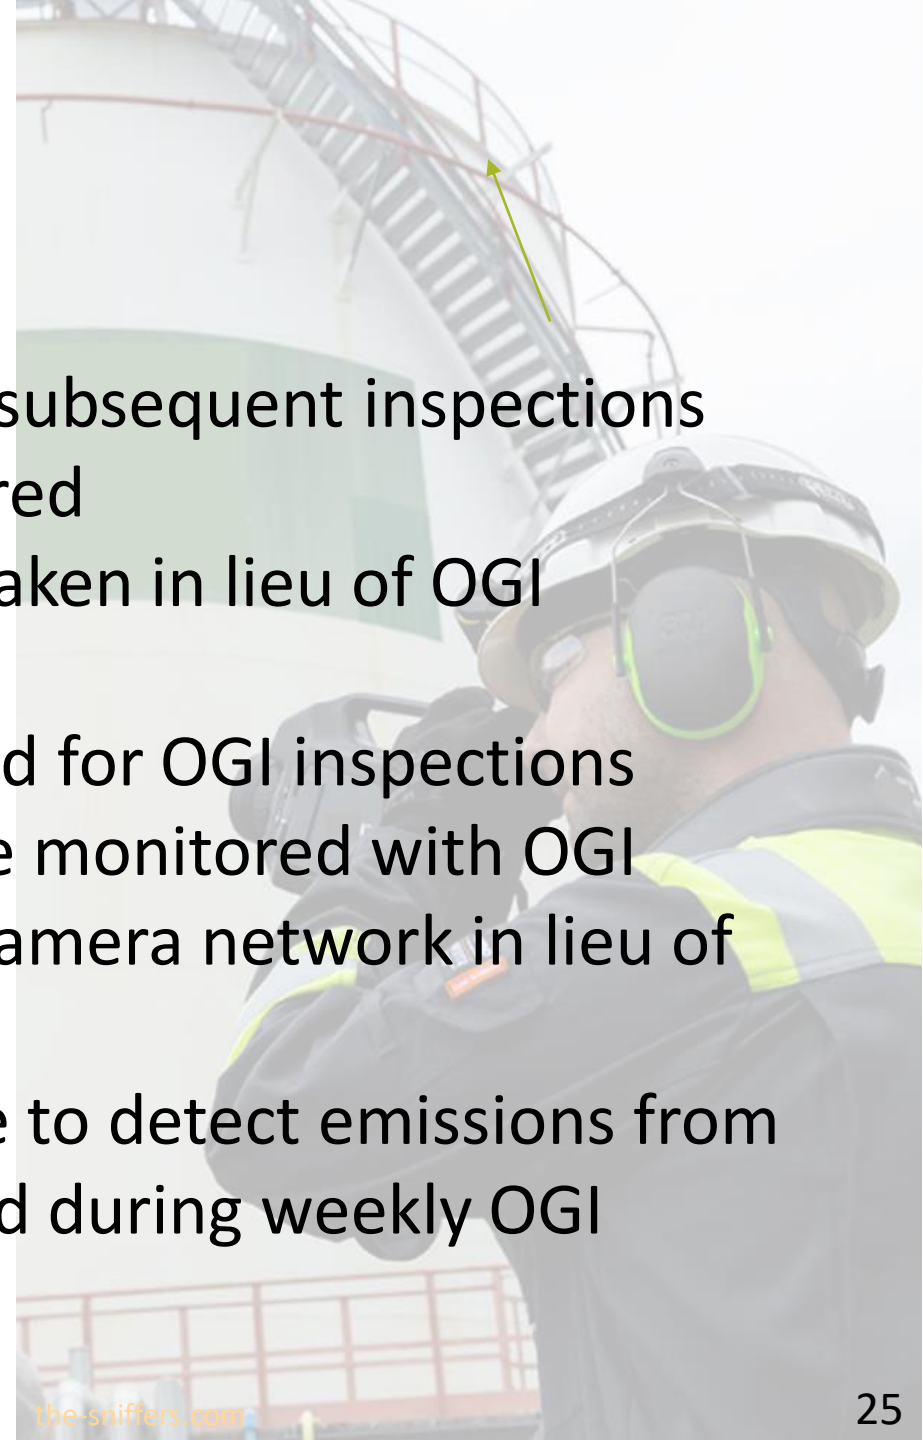 subsequent inspections
red
aken in lieu of OGI
d for OGI inspections
e monitored with OGI
amera network in lieu of
e to detect emissions from
d during weekly OGI
the-sniffers.com
25